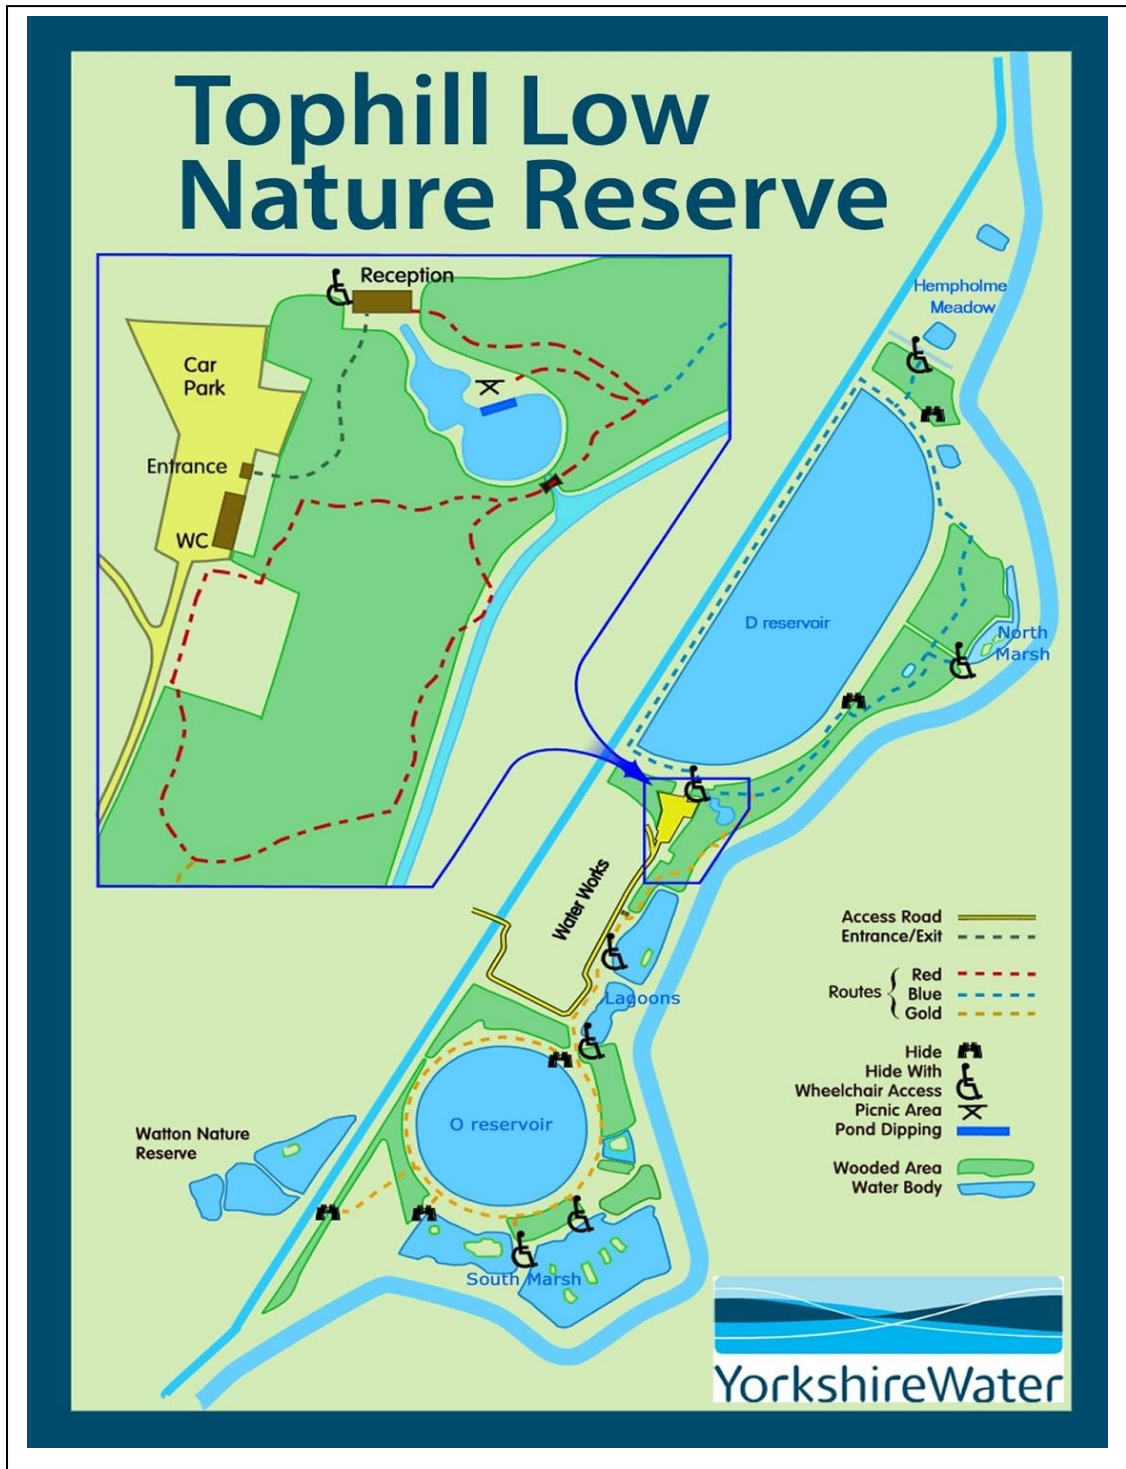 Tophill Low
Nature Reserve
Reception
Car
Park
Entrance
WC
Hempholme
Meadow
D reservoir
North
Marsh
Water Works
Lagoons
O reservoir
Watton Nature
Reserve
South Marsh
Access Road
Entrance/Exit
Routes
Red
Blue
Gold
Hide
Hide With
Wheelchair Access
Picnic Area
Pond Dipping
Wooded Area
Water Body
YorkshireWater